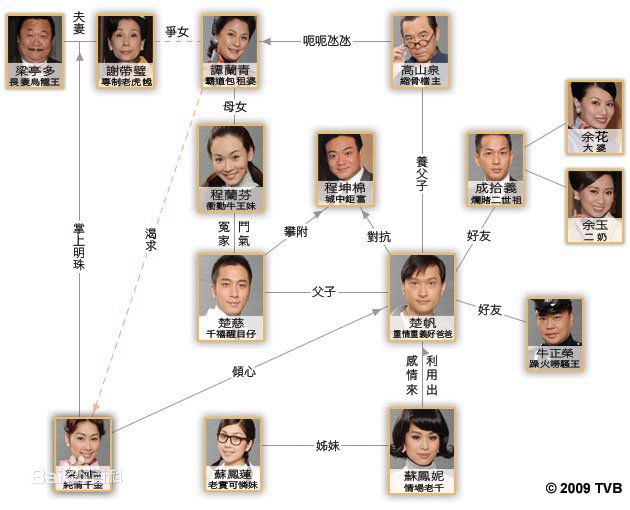 夫妻
梁亭多
畏妻烏龍王
謝帶璧
專制老虎乸
爭女
譚蘭青
霸道包租婆
呃呃氹氹
高山泉
縮骨檔主
母女
程蘭芬
衝動牛王妹
程坤棉
城中鉅富
養父子
成拾義
爛賭二世祖
余花
大婆
余玉
二奶
掌上明珠
渴求
冤家
鬥氣
攀附
對抗
好友
楚慈
千禧醒目仔
父子
楚帆
重情重義好爸爸
好友
牛正榮
躁火嘮騷王
傾心
感情來
利用出
純情千金
蘇鳳蓮
老實可憐妹
姊妹
蘇鳳妮
情場老千
© 2009 TVB